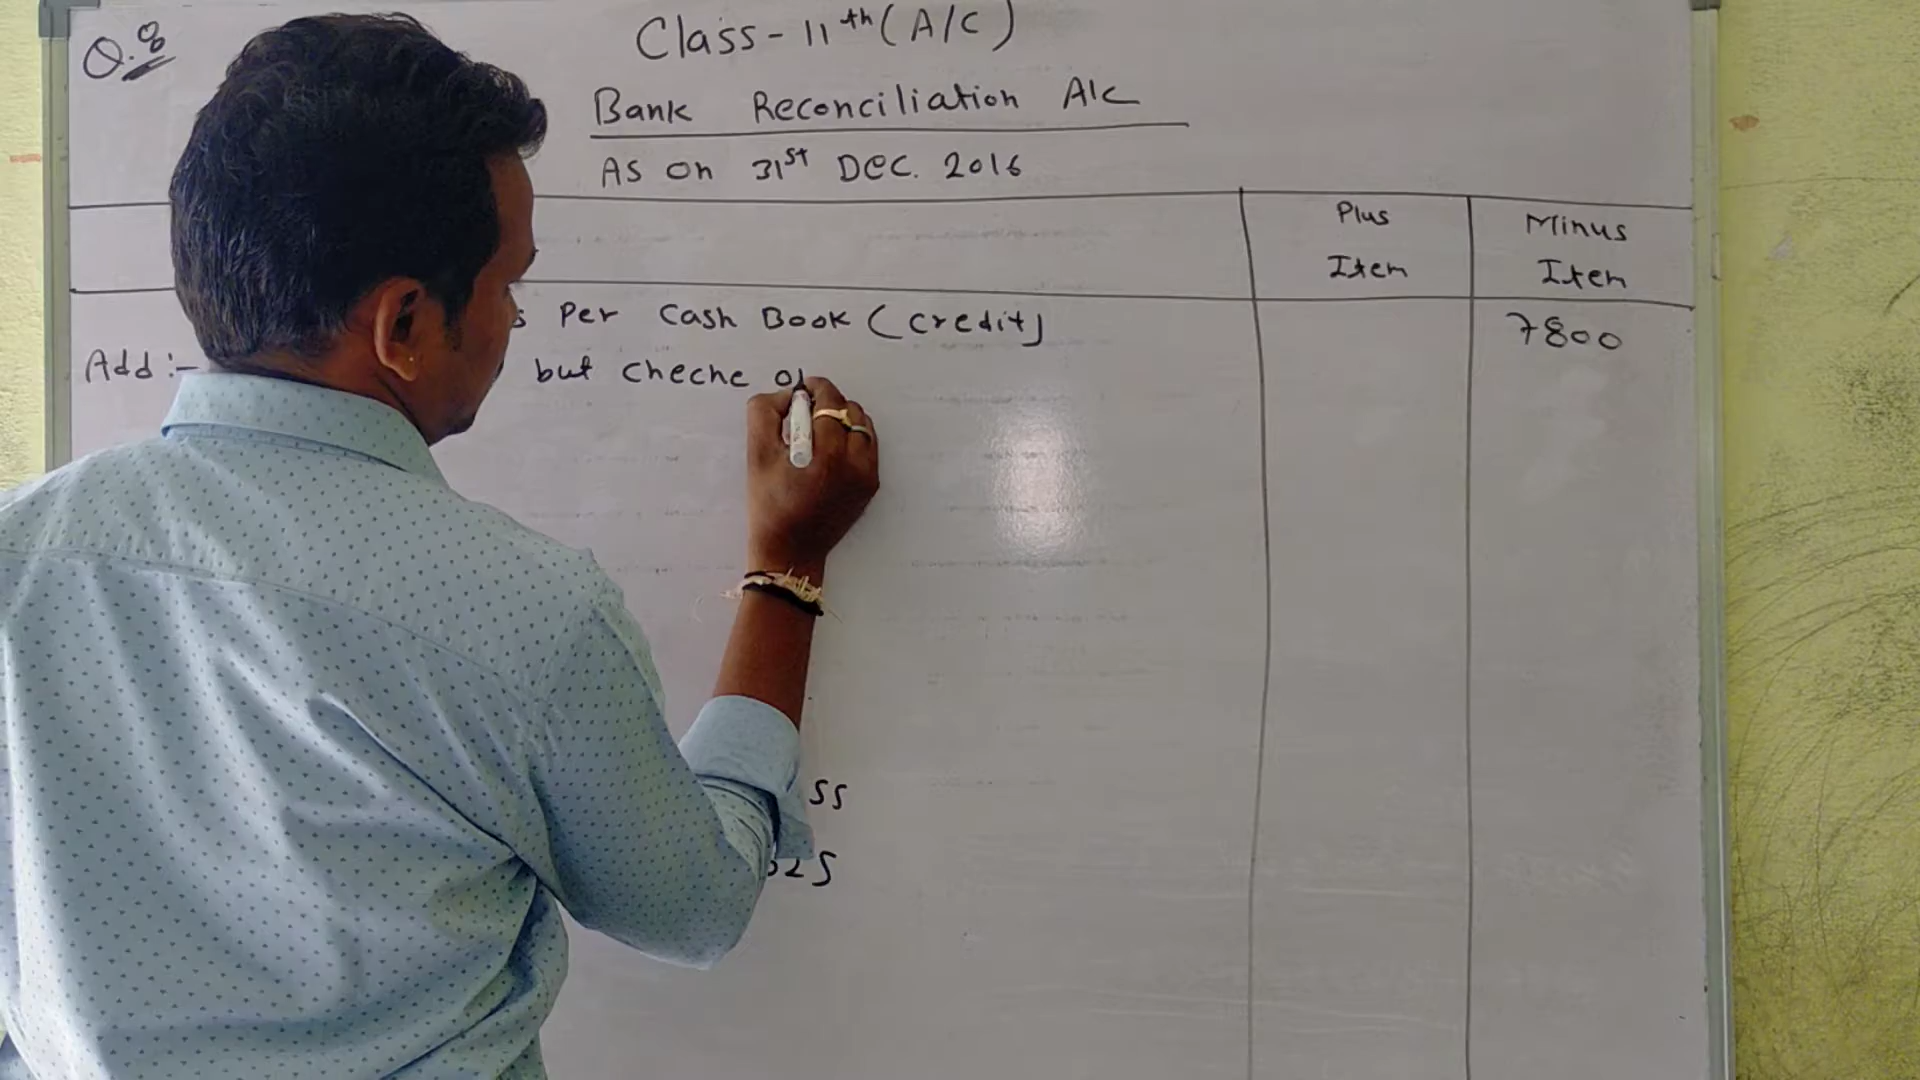 Q.8
Class-11th (A/C)
Bank Reconciliation A/C
As on 31st Dec. 2016
Plus Item
Minus Item
Per Cash Book (Credit)
7800
Add :-
but Cheche
ss